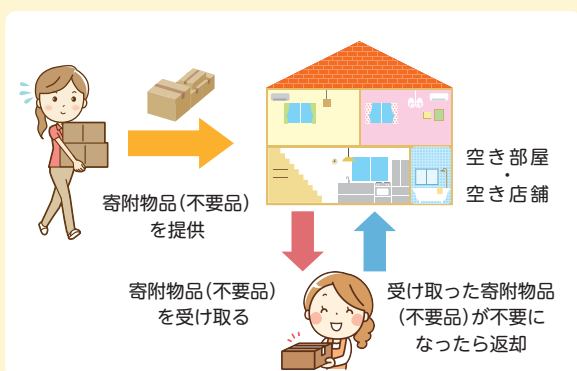 空き部屋
・
空き店舗
寄附物品(不要品)
を提供
寄附物品(不要品)
を受け取る
受け取った寄附物品
(不要品)が不要に
なったら返却